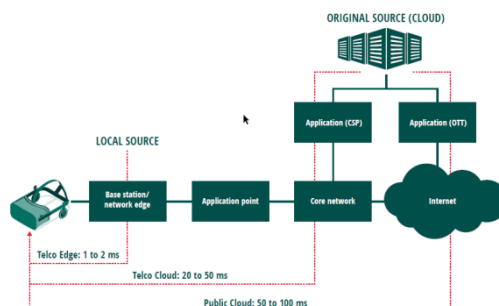 ORIGINAL SOURCE (CLOUD)
Application (CSP)
Application (OTT)
LOCAL SOURCE
Base station/
network edge
Application point
Core network
Internet
Telco Edge: 1 to 2 ms
Telco Cloud: 20 to 50 ms
Public Cloud: 50 to 100 ms